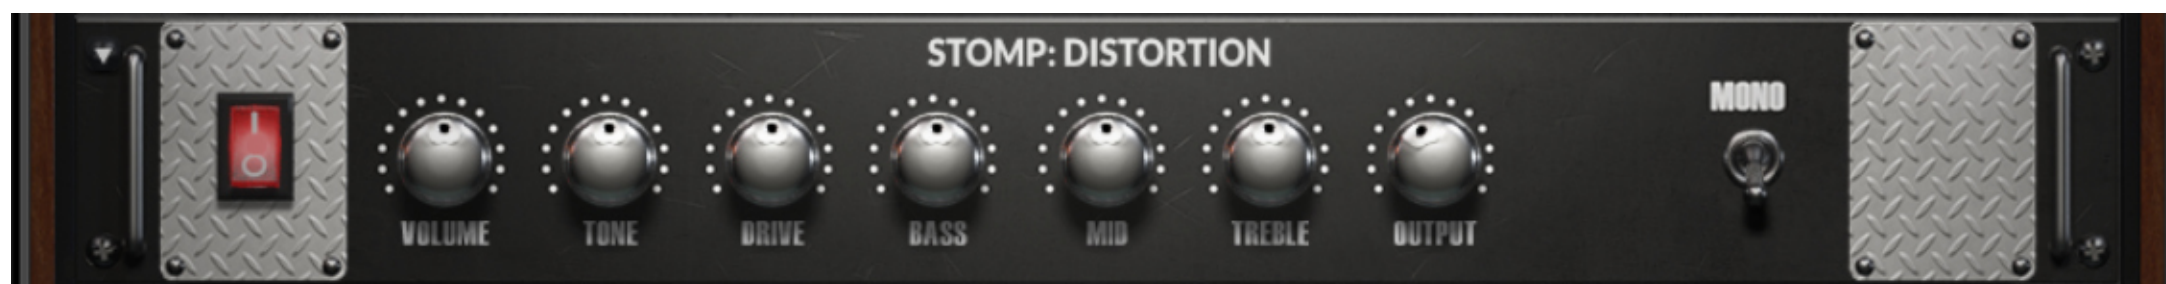 STOMP: DISTORTION
MONO
I
O
VOLUME TONE DRIVE BASS MID TREBLE OUTPUT